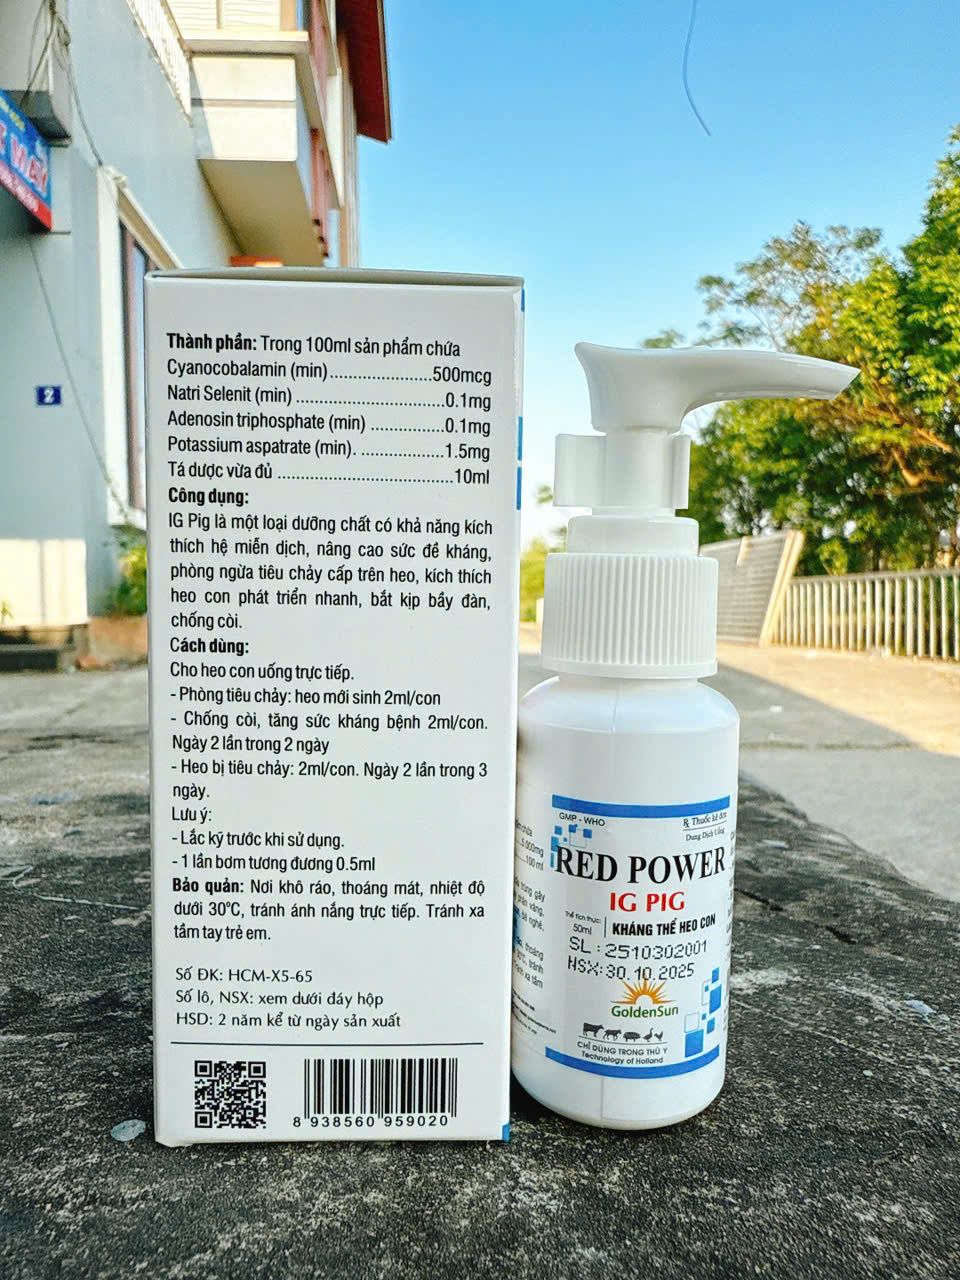 MAY
2
Thành phần: Trong 100ml sản phẩm chứa
Cyanocobalamin (min)......................500mcg
Natri Selenit (min) ................................0.1mg
Adenosin triphosphate (min) ................0.1mg
Potassium aspatrate (min). ..................1.5mg
Tá dược vừa đủ ......................................10ml
Công dụng:
IG Pig là một loại dưỡng chất có khả năng kích
thích hệ miễn dịch, nâng cao sức đề kháng,
phòng ngừa tiêu chảy cấp trên heo, kích thích
heo con phát triển nhanh, bắt kịp bầy đàn,
chống còi.
Cách dùng:
Cho heo con uống trực tiếp.
- Phòng tiêu chảy: heo mới sinh 2ml/con
- Chống còi, tăng sức kháng bệnh 2ml/con.
Ngày 2 lần trong 2 ngày
- Heo bị tiêu chảy: 2ml/con. Ngày 2 lần trong 3
ngày.
Lưu ý:
- Lắc kỹ trước khi sử dụng.
- 1 lần bơm tương đương 0.5ml
Bảo quản: Nơi khô ráo, thoáng mát, nhiệt độ
dưới 30°C, tránh ánh nắng trực tiếp. Tránh xa
tầm tay trẻ em.
Số ĐK: HCM-X5-65
Số lô, NSX: xem dưới đáy hộp
HSD: 2 năm kể từ ngày sản xuất
8 938560 959020
GMP - WHO
℞ Thuốc kê đơn
Dung Dịch Uống
RED POWER
IG PIG
Thể tích thực:
50ml
KHÁNG THỂ HEO CON
SL : 2510302001
NSX: 30.10.2025
GoldenSun
CHỈ DÙNG TRONG THÚ Y
Technology of Holland
chứa
5.000mg
100 ml